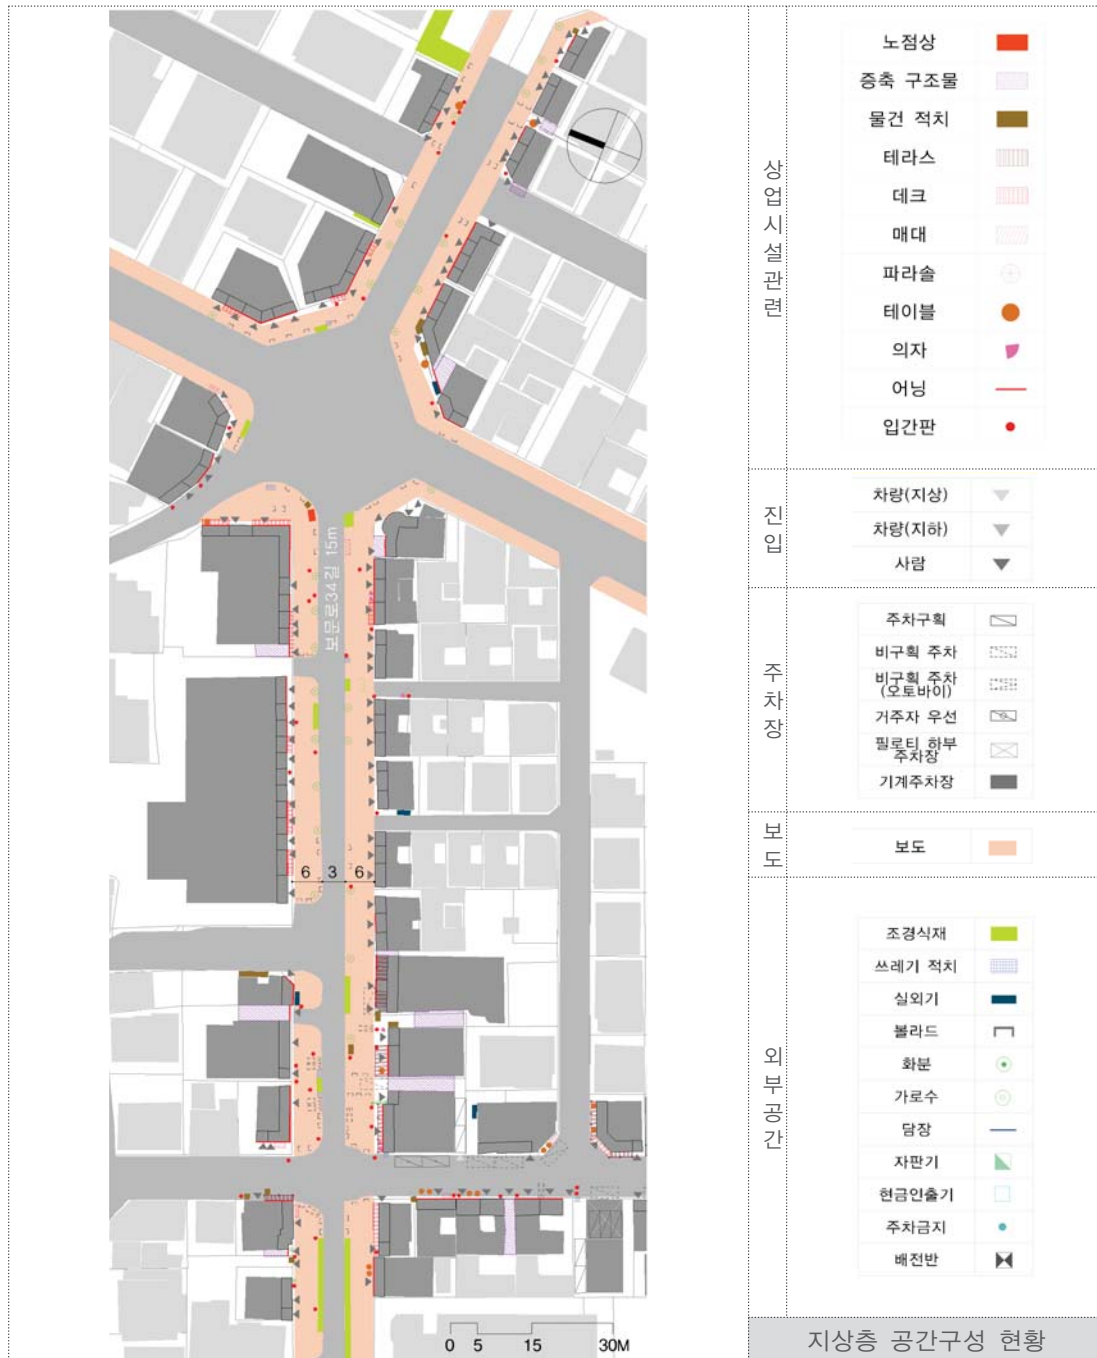 보문로34길 15m
6 3 6
0 5 15 30M
상업시설관련
노점상
증축 구조물
물건 적치
테라스
데크
매대
파라솔
테이블
의자
어닝
입간판
진입
차량(지상)
차량(지하)
사람
주차장
주차구획
비구획 주차
비구획 주차
(오토바이)
거주자 우선
필로티 하부
주차장
기계주차장
보도
보도
외부공간
조경식재
쓰레기 적치
실외기
볼라드
화분
가로수
담장
자판기
현금인출기
주차금지
배전반
지상층 공간구성 현황